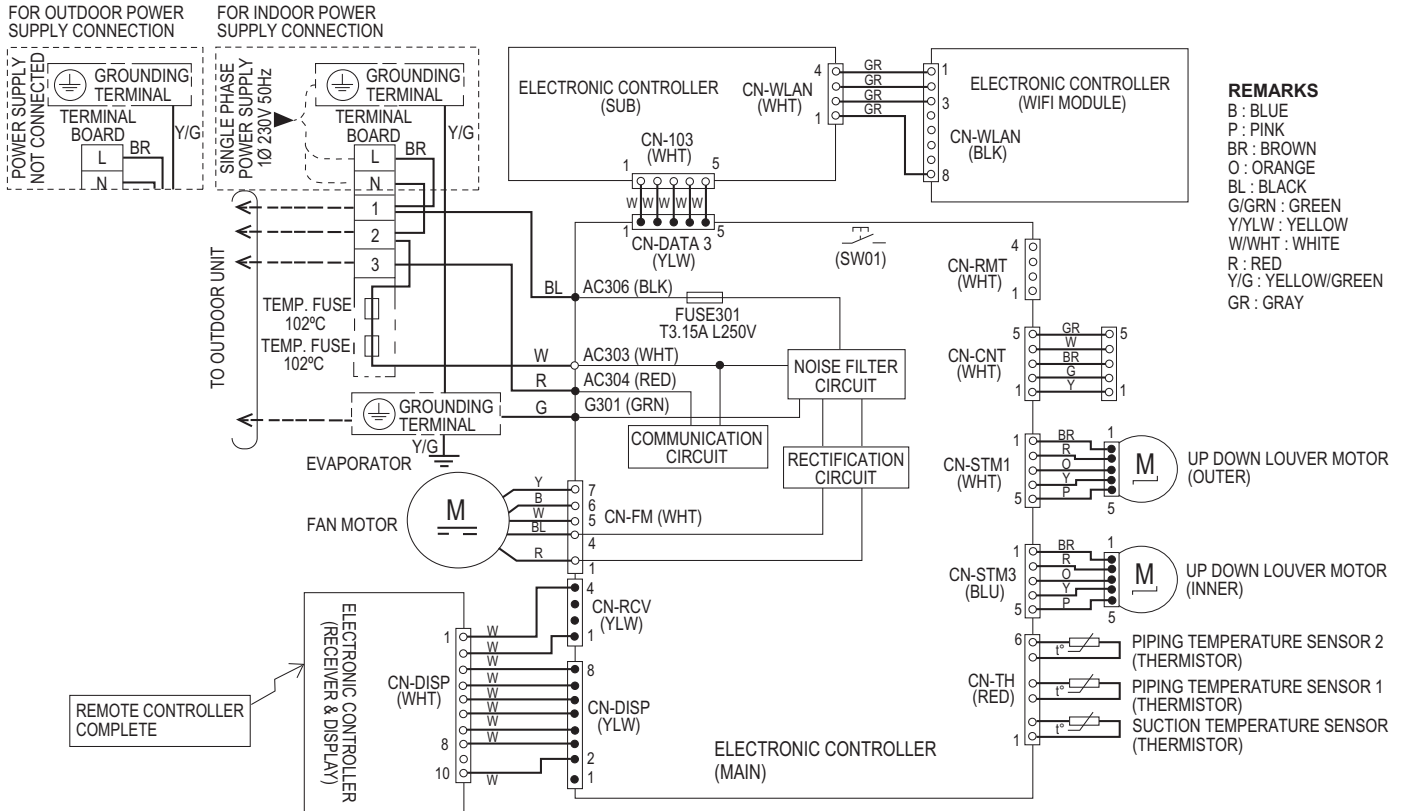 FOR OUTDOOR POWER
SUPPLY CONNECTION
POWER SUPPLY
NOT CONNECTED
GROUNDING
TERMINAL
TERMINAL
BOARD
Y/G
BR
L
N
FOR INDOOR POWER
SUPPLY CONNECTION
SINGLE PHASE
POWER SUPPLY
1Ø 230V 50Hz
GROUNDING
TERMINAL
TERMINAL
BOARD
Y/G
BR
L
N
1
2
3
TO OUTDOOR UNIT
TEMP. FUSE
102ºC
TEMP. FUSE
102ºC
GROUNDING
TERMINAL
Y/G
EVAPORATOR
BL
W
R
G
AC306 (BLK)
FUSE301
T3.15A L250V
AC303 (WHT)
AC304 (RED)
G301 (GRN)
NOISE FILTER
CIRCUIT
COMMUNICATION
CIRCUIT
RECTIFICATION
CIRCUIT
FAN MOTOR
M
Y
B
W
BL
R
7
6
5
4
1
CN-FM (WHT)
4
1
CN-RCV
(YLW)
8
2
1
CN-DISP
(YLW)
W
W
W
W
W
W
W
W
W
1
8
10
CN-DISP
(WHT)
ELECTRONIC CONTROLLER
(RECEIVER & DISPLAY)
REMOTE CONTROLLER
COMPLETE
ELECTRONIC CONTROLLER
(MAIN)
ELECTRONIC CONTROLLER
(SUB)
CN-WLAN
(WHT)
4
1
GR
GR
GR
GR
1
3
8
CN-WLAN
(BLK)
ELECTRONIC CONTROLLER
(WIFI MODULE)
CN-103
(WHT)
1
5
W W W W W
1
5
CN-DATA 3
(YLW)
(SW01)
CN-RMT
(WHT)
4
1
CN-CNT
(WHT)
5
1
GR
W
BR
G
Y
5
1
CN-STM1
(WHT)
1
5
BR
R
O
Y
P
1
5
M
UP DOWN LOUVER MOTOR
(OUTER)
CN-STM3
(BLU)
1
5
BR
R
O
Y
P
1
5
M
UP DOWN LOUVER MOTOR
(INNER)
CN-TH
(RED)
6
1
t°
PIPING TEMPERATURE SENSOR 2
(THERMISTOR)
t°
PIPING TEMPERATURE SENSOR 1
(THERMISTOR)
t°
SUCTION TEMPERATURE SENSOR
(THERMISTOR)
REMARKS
B : BLUE
P : PINK
BR : BROWN
O : ORANGE
BL : BLACK
G/GRN : GREEN
Y/YLW : YELLOW
W/WHT : WHITE
R : RED
Y/G : YELLOW/GREEN
GR : GRAY